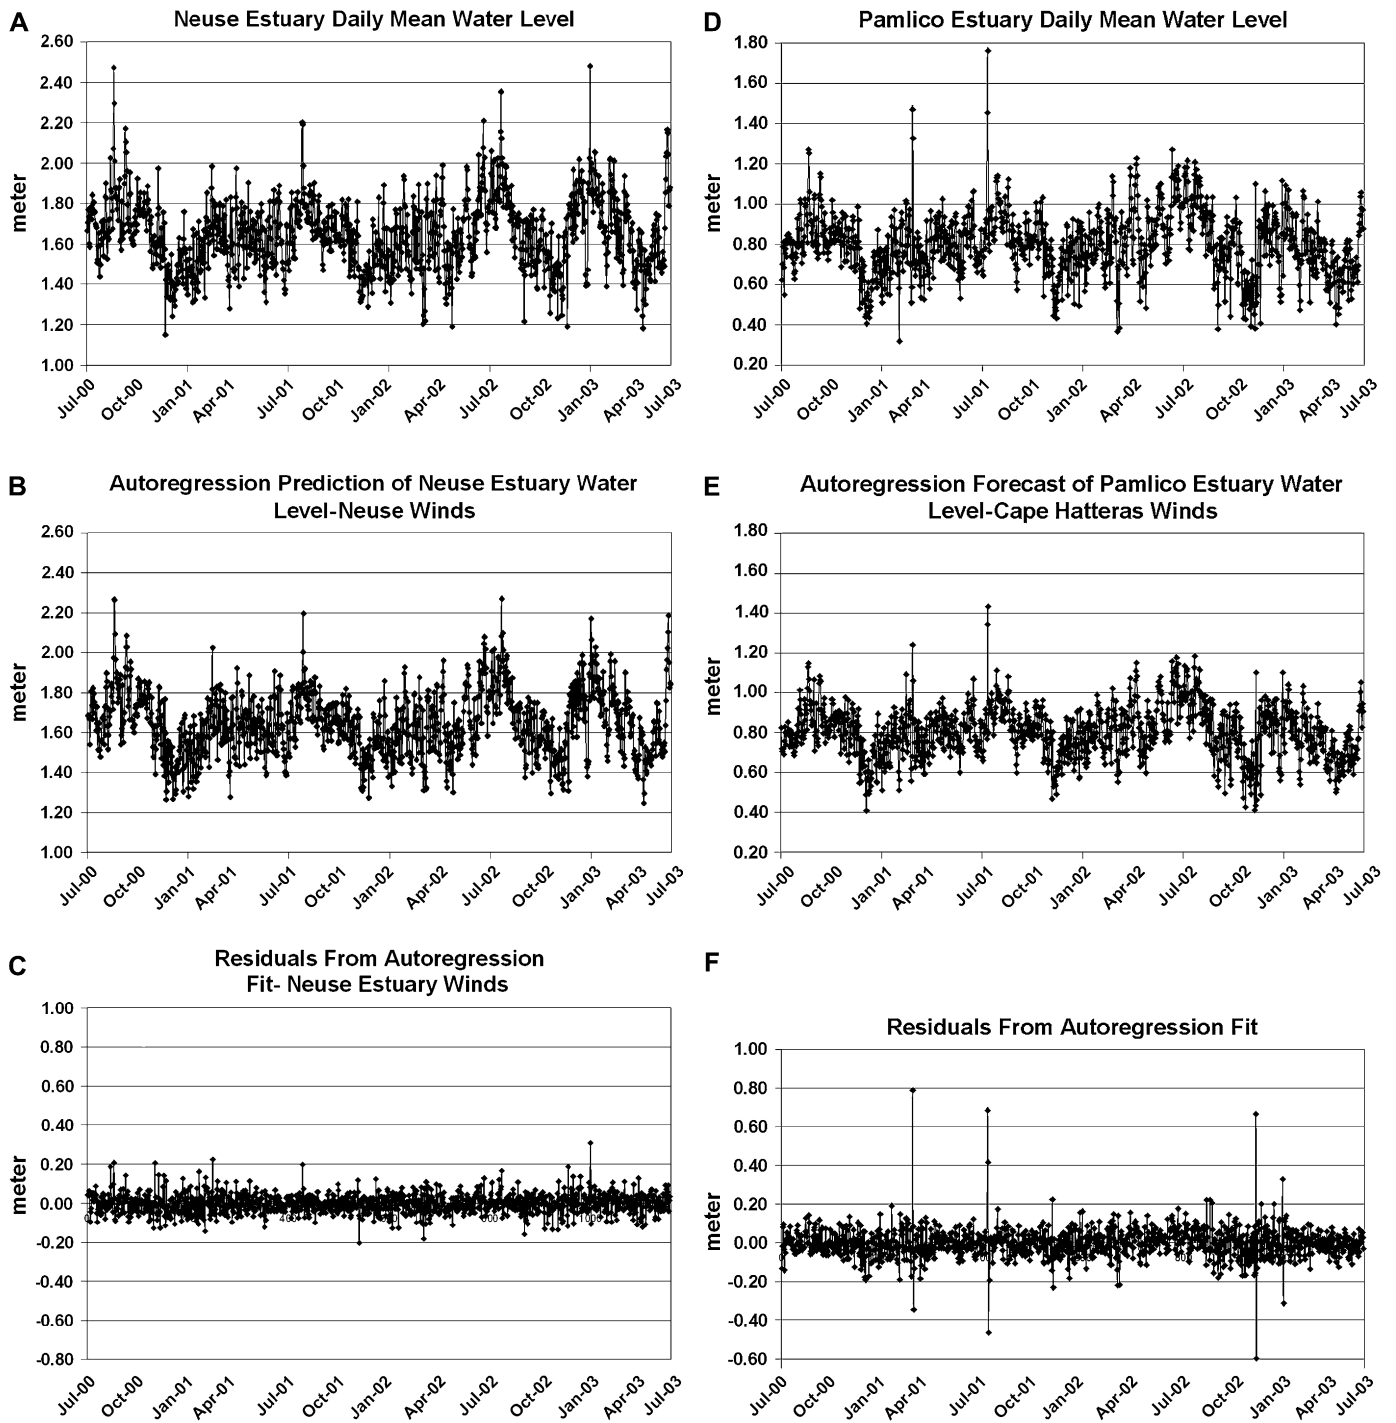 A
Neuse Estuary Daily Mean Water Level
meter
2.60
2.40
2.20
2.00
1.80
1.60
1.40
1.20
1.00
Jul-00 Oct-00 Jan-01 Apr-01 Jul-01 Oct-01 Jan-02 Apr-02 Jul-02 Oct-02 Jan-03 Apr-03 Jul-03
D
Pamlico Estuary Daily Mean Water Level
meter
1.80
1.60
1.40
1.20
1.00
0.80
0.60
0.40
0.20
Jul-00 Oct-00 Jan-01 Apr-01 Jul-01 Oct-01 Jan-02 Apr-02 Jul-02 Oct-02 Jan-03 Apr-03 Jul-03
B
Autoregression Prediction of Neuse Estuary Water
Level-Neuse Winds
meter
2.60
2.40
2.20
2.00
1.80
1.60
1.40
1.20
1.00
Jul-00 Oct-00 Jan-01 Apr-01 Jul-01 Oct-01 Jan-02 Apr-02 Jul-02 Oct-02 Jan-03 Apr-03 Jul-03
E
Autoregression Forecast of Pamlico Estuary Water
Level-Cape Hatteras Winds
meter
1.80
1.60
1.40
1.20
1.00
0.80
0.60
0.40
0.20
Jul-00 Oct-00 Jan-01 Apr-01 Jul-01 Oct-01 Jan-02 Apr-02 Jul-02 Oct-02 Jan-03 Apr-03 Jul-03
C
Residuals From Autoregression
Fit- Neuse Estuary Winds
meter
1.00
0.80
0.60
0.40
0.20
0.00
-0.20
-0.40
-0.60
-0.80
Jul-00 Oct-00 Jan-01 Apr-01 Jul-01 Oct-01 Jan-02 Apr-02 Jul-02 Oct-02 Jan-03 Apr-03 Jul-03
F
Residuals From Autoregression Fit
meter
1.00
0.80
0.60
0.40
0.20
0.00
-0.20
-0.40
-0.60
Jul-00 Oct-00 Jan-01 Apr-01 Jul-01 Oct-01 Jan-02 Apr-02 Jul-02 Oct-02 Jan-03 Apr-03 Jul-03